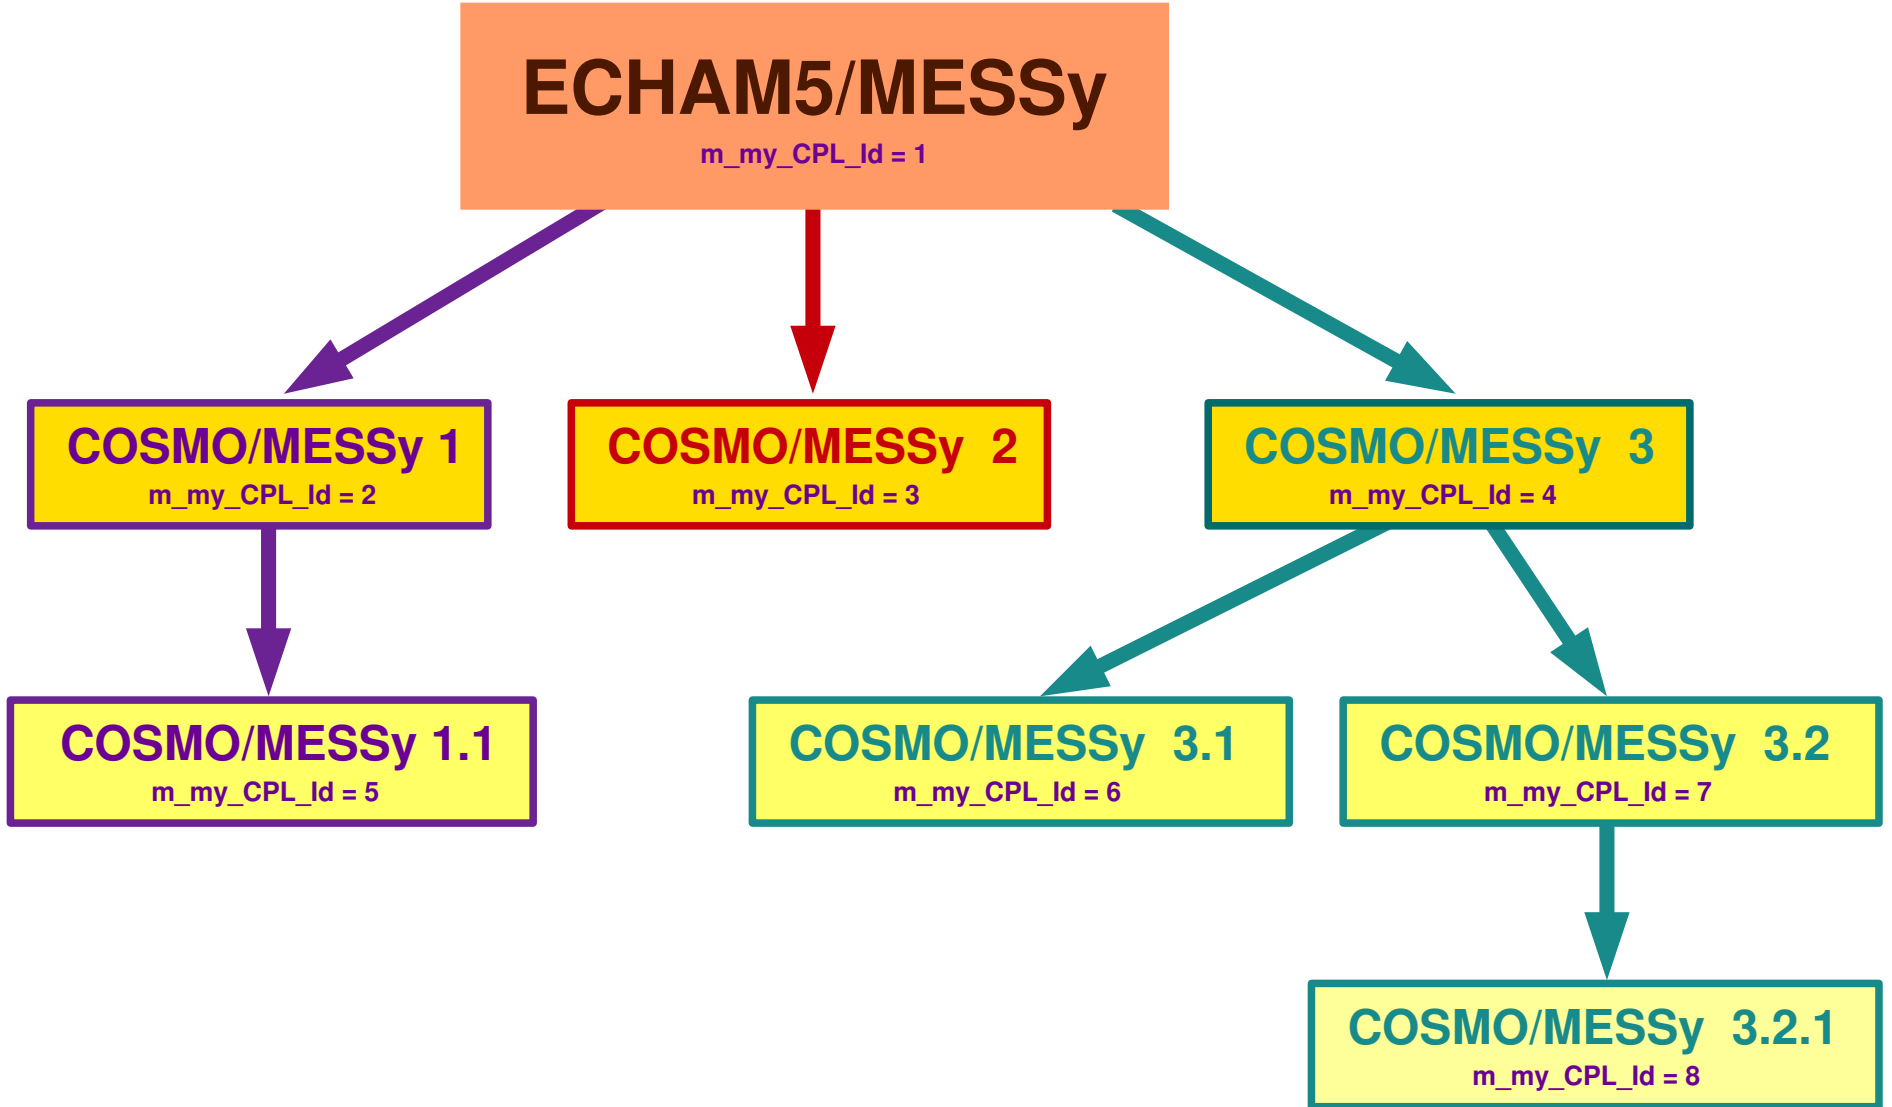 ECHAM5/MESSy
m_my_CPL_Id = 1
COSMO/MESSy 1
m_my_CPL_Id = 2
COSMO/MESSy 2
m_my_CPL_Id = 3
COSMO/MESSy 3
m_my_CPL_Id = 4
COSMO/MESSy 1.1
m_my_CPL_Id = 5
COSMO/MESSy 3.1
m_my_CPL_Id = 6
COSMO/MESSy 3.2
m_my_CPL_Id = 7
COSMO/MESSy 3.2.1
m_my_CPL_Id = 8